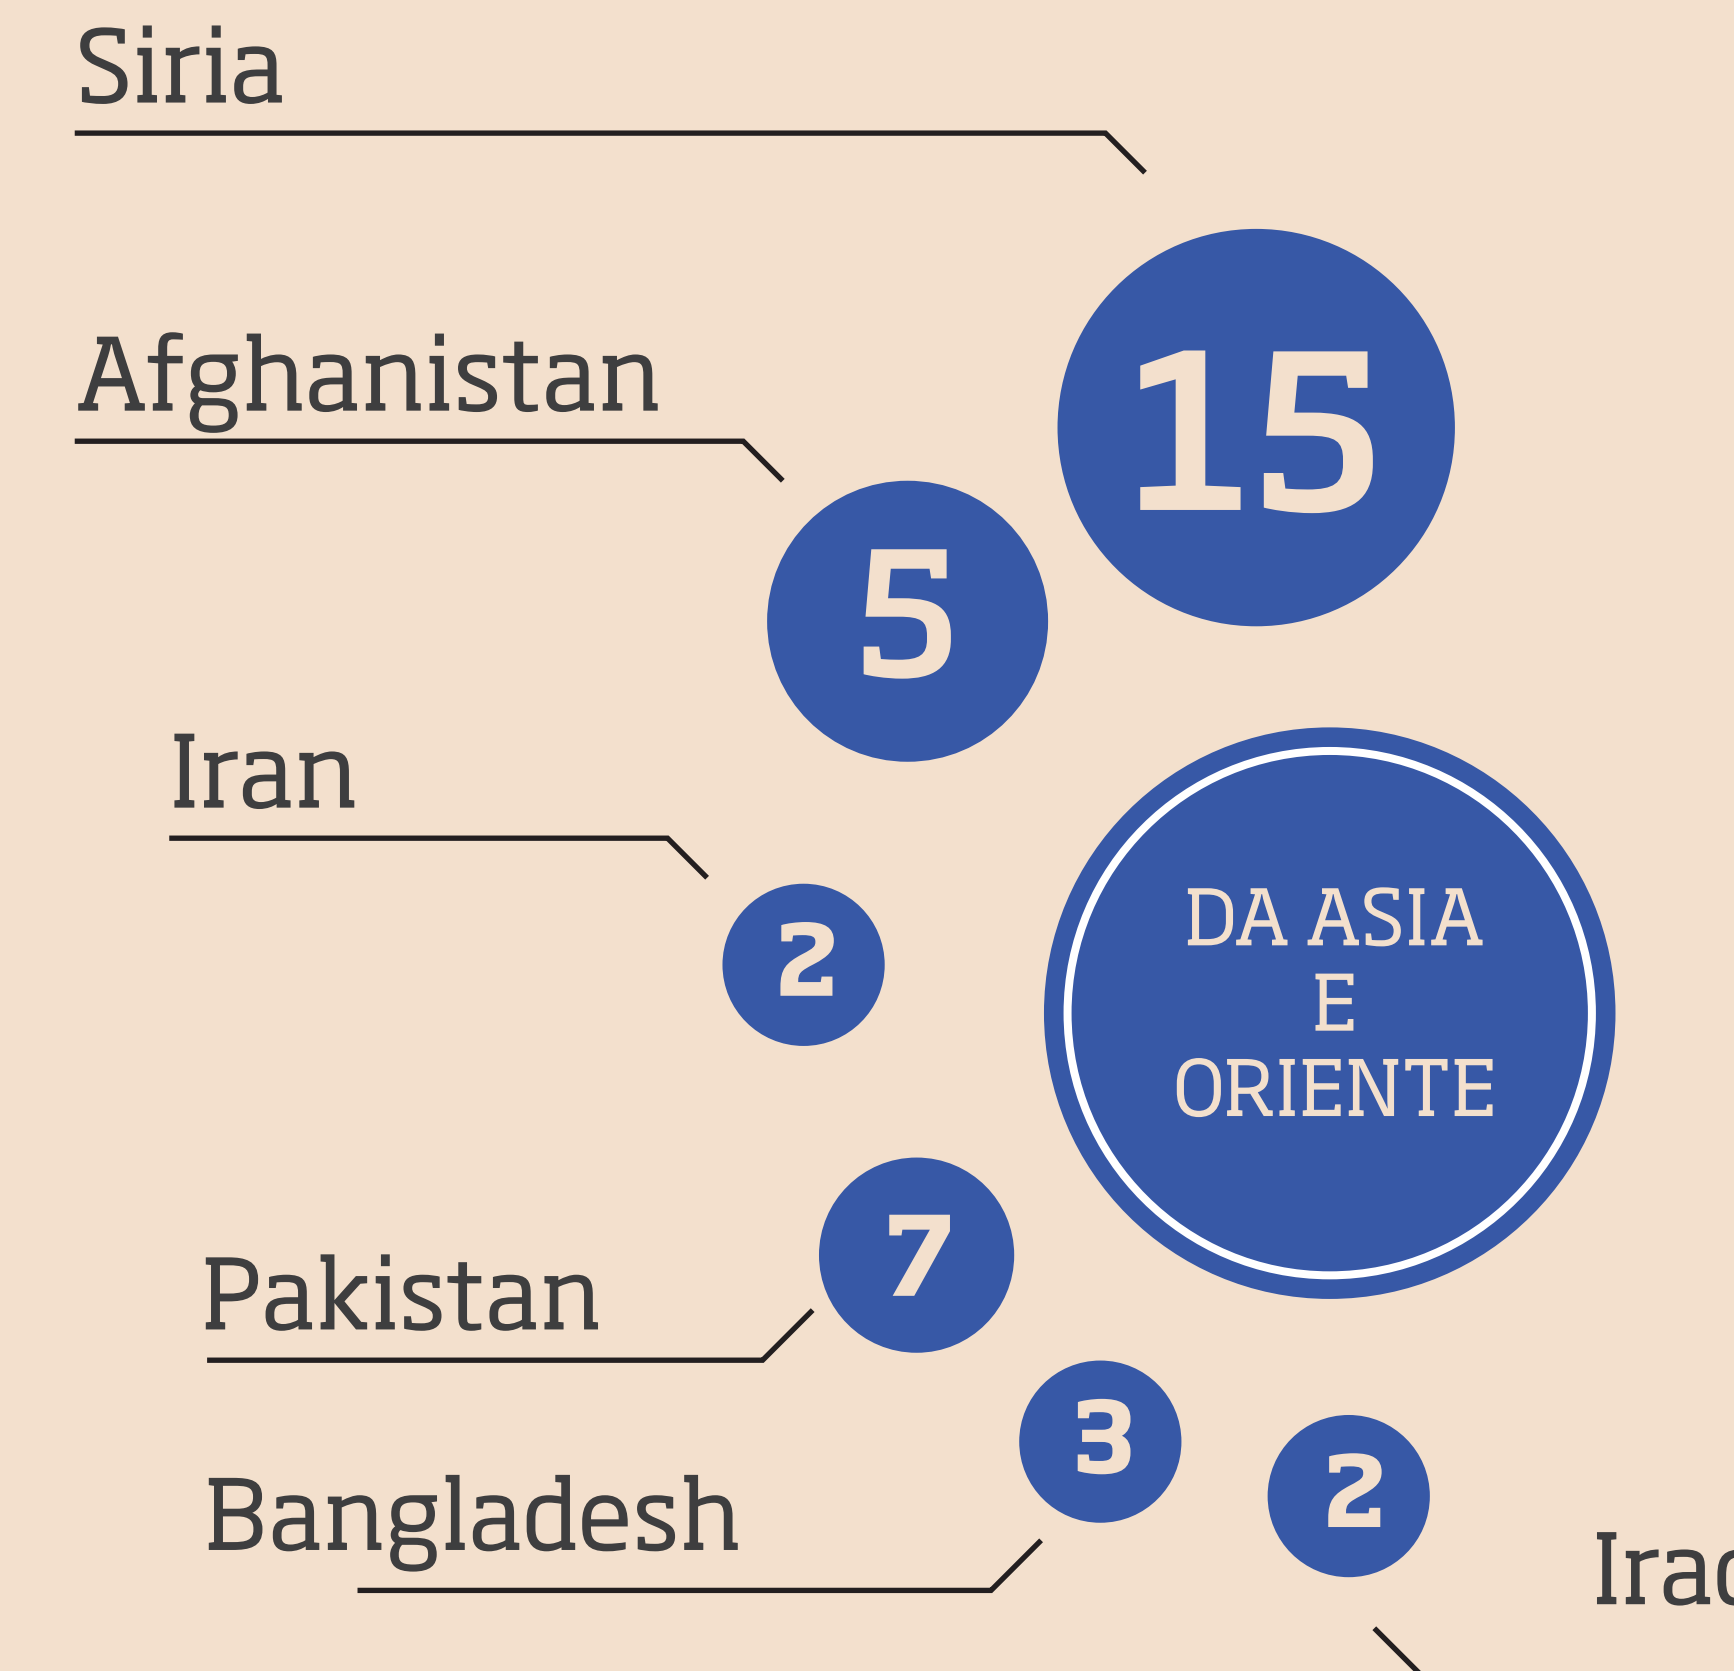 Siria
15
Afghanistan
5
Iran
2
DA ASIA
E
ORIENTE
7
Pakistan
3
Bangladesh
2